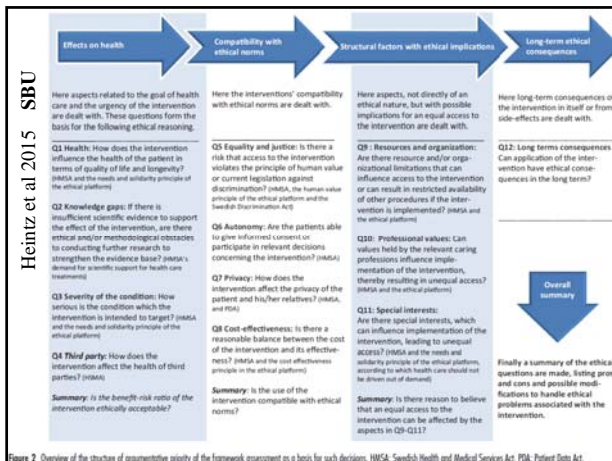 Heintz et al 2015 SBU
Effects on health
Here aspects related to the goal of health
care and the urgency of the intervention
are dealt with. These questions form the
basis for the following ethical reasoning.
Q1 Health: How does the intervention
influence the health of the patient in
terms of quality of life and longevity?
(HMSA and the needs and solidarity principle of
the ethical platform)
Q2 Knowledge gaps: If there is
insufficient scientific evidence to support
the effect of the intervention, are there
ethical and/or methodological obstacles
to conducting further research to
strengthen the evidence base? (HMSA's
demand for scientific support for health care
treatments)
Q3 Severity of the condition: How
serious is the condition which the
intervention is intended to target? (HMSA
and the needs and solidarity principle of the
ethical platform)
Q4 Third party: How does the
intervention affect the health of third
parties? (HSMA)
Summary: Is the benefit-risk ratio of the
intervention ethically acceptable?
Compatibility with
ethical norms
Here the interventions' compatibility
with ethical norms are dealt with.
Q5 Equality and justice: Is there a
risk that access to the intervention
violates the principle of human value
or current legislation against
discrimination? (HMSA, the human value
principle of the ethical platform and the
Swedish Discrimination Act)
Q6 Autonomy: Are the patients able
to give informed consent or
participate in relevant decisions
concerning the intervention? (HMSA)
Q7 Privacy: How does the
intervention affect the privacy of the
patient and his/her relatives? (HMSA,
and PDA)
Q8 Cost-effectiveness: Is there a
reasonable balance between the cost
of the intervention and its effective-
ness? (HMSA and the cost effectiveness
principle in the ethical platform)
Summary: Is the use of the
intervention compatible with ethical
norms?
Structural factors with ethical implications
Here aspects, not directly of an
ethical nature, but with possible
implications for an equal access to
the intervention are dealt with.
Q9 : Resources and organization:
Are there resource and/or orga-
nizational limitations that can
influence access to the intervention
or can result in restricted availability
of other procedures if the inter-
vention is implemented? (HMSA and
the ethical platform)
Q10: Professional values: Can
values held by the relevant caring
professions influence imple-
mentation of the intervention,
thereby resulting in unequal access?
(HMSA and the ethical platform)
Q11: Special interests:
Are there special interests, which
can influence implementation of the
intervention, leading to unequal
access? (HMSA and the needs and
solidarity principle of the ethical platform,
according to which health care should not
be driven out of demand)
Summary: Is there reason to believe
that an equal access to the
intervention can be affected by the
aspects in Q9-Q11?
Long-term ethical
consequences
Here long-term consequences of
the intervention in itself or from
side-effects are dealt with.
Q12: Long terms consequences
Can application of the inter-
vention have ethical conse-
quences in the long term?
Overall
summary
Finally a summary of the ethical
questions are made, listing pros
and cons and possible modi-
fications to handle ethical
problems associated with the
intervention.
Figure 2 Overview of the structure of argumentative priority of the framework assessment as a basis for such decisions. HMSA: Swedish Health and Medical Services Act. PDA: Patient Data Act.